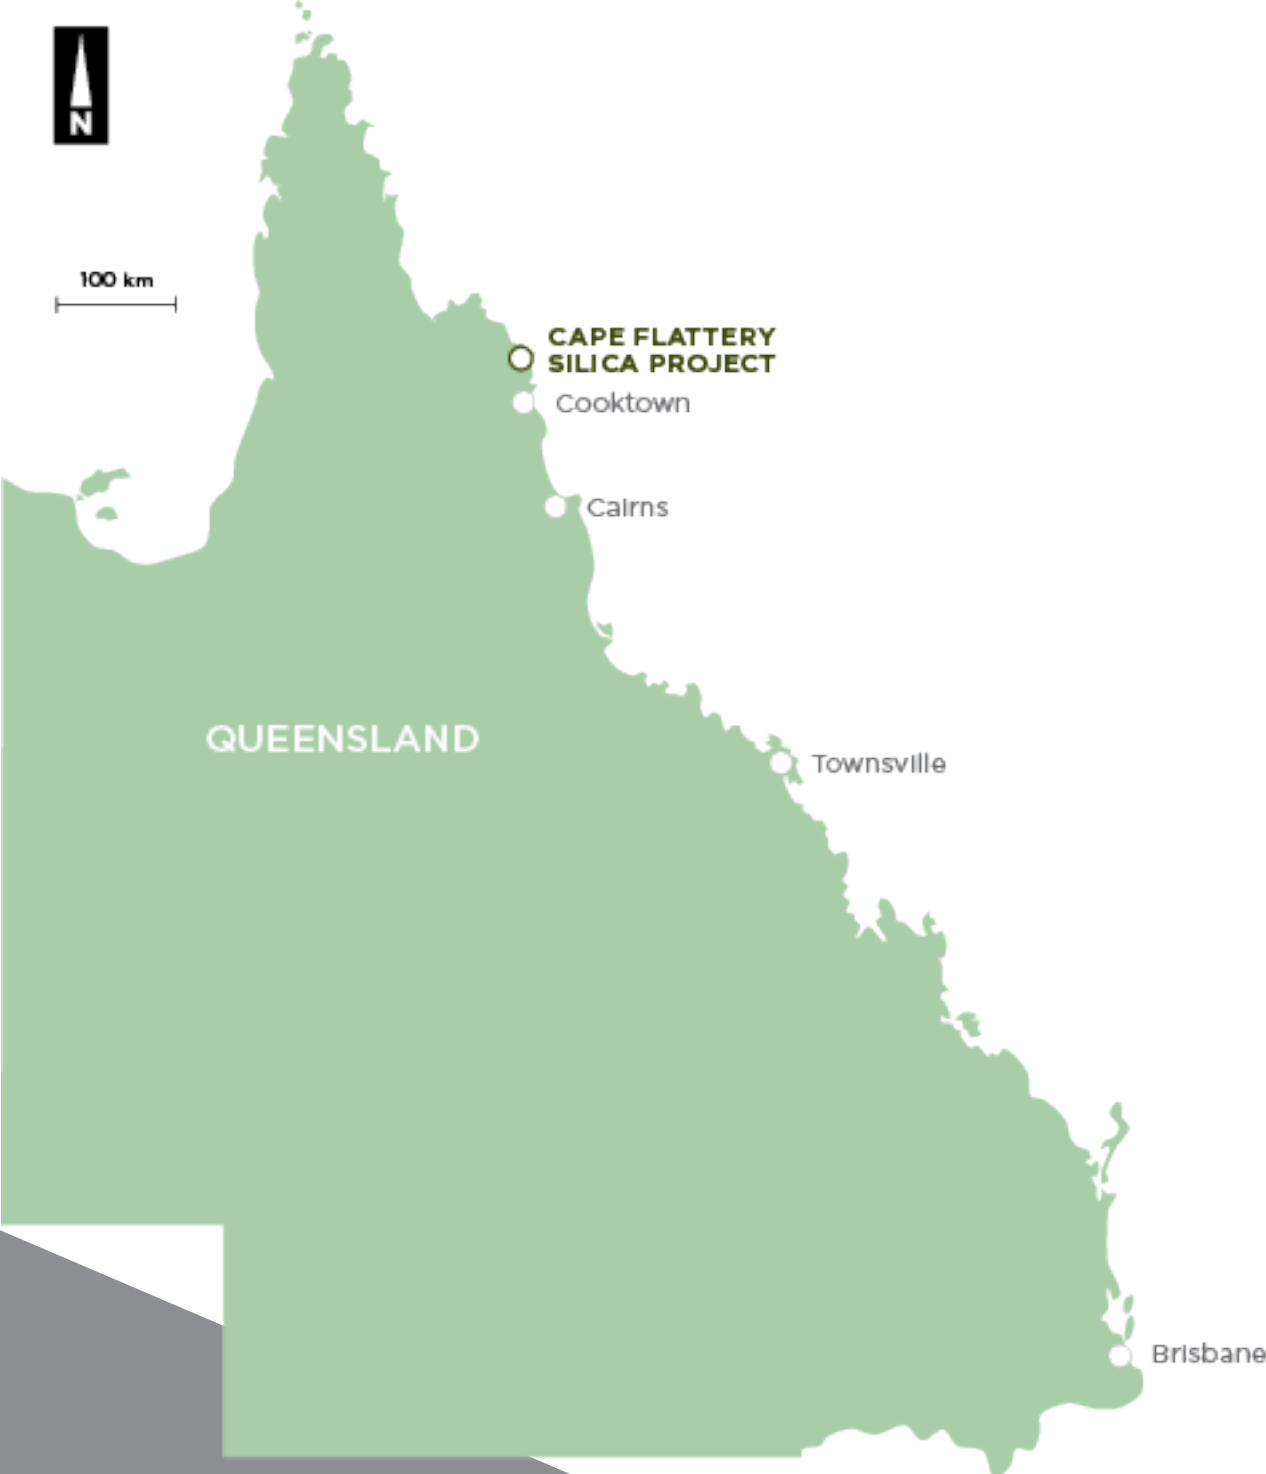 N
100 km
CAPE FLATTERY
SILICA PROJECT
Cooktown
Cairns
QUEENSLAND
Townsville
Brisbane